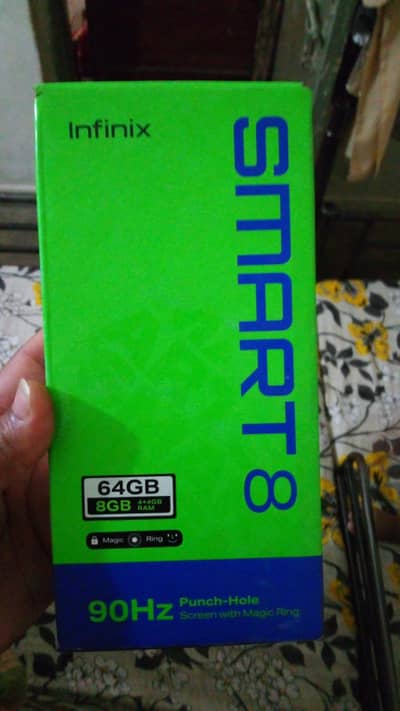 Infinix
SMART 8
64GB
8GB 4+4GB RAM
Magic Ring
90Hz Punch-Hole
Screen with Magic Ring